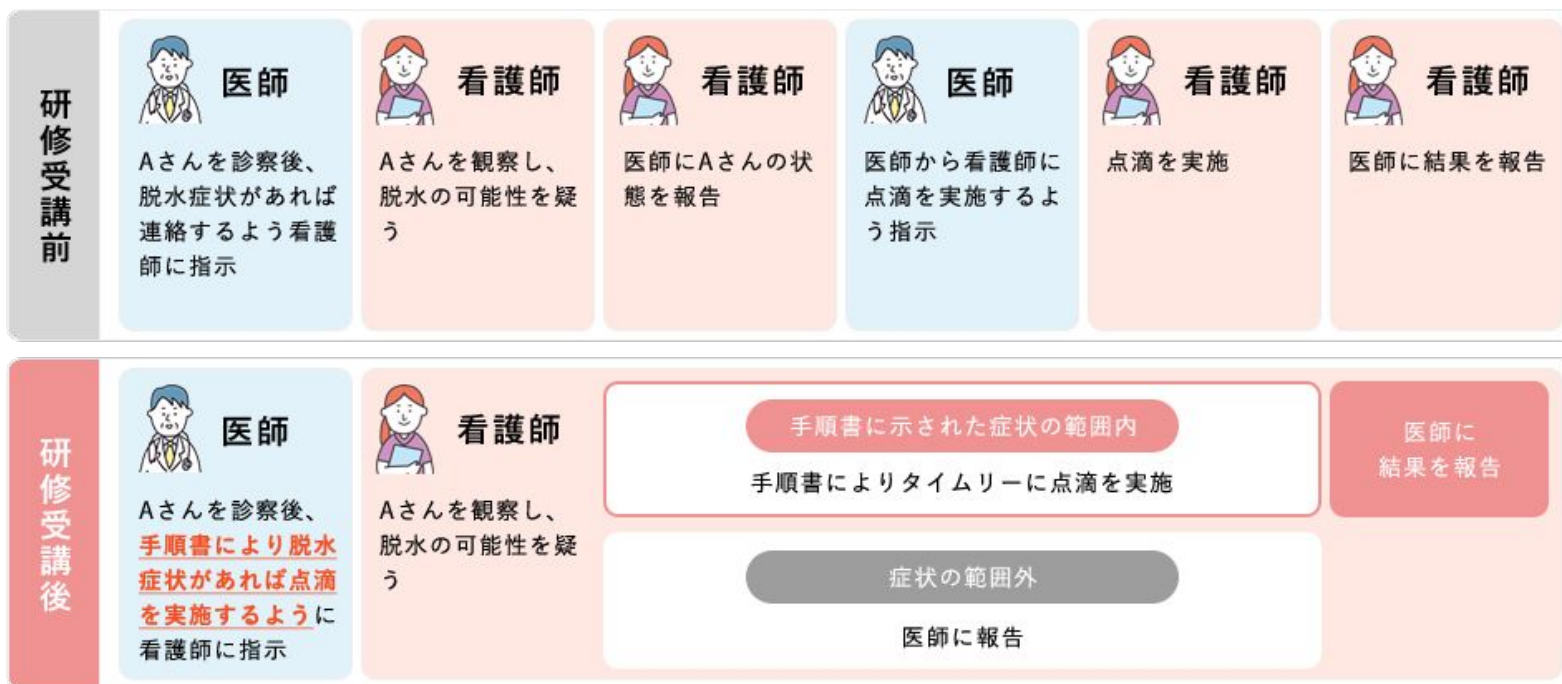 研修受講前
医師
Aさんを診察後、
脱水症状があれば
連絡するよう看護
師に指示
看護師
Aさんを観察し、
脱水の可能性を疑
う
看護師
医師にAさんの状
態を報告
医師
医師から看護師に
点滴を実施するよ
う指示
看護師
点滴を実施
看護師
医師に結果を報告
研修受講後
医師
Aさんを診察後、
手順書により脱水
症状があれば点滴
を実施するように
看護師に指示
看護師
Aさんを観察し、
脱水の可能性を疑
う
手順書に示された症状の範囲内
手順書によりタイムリーに点滴を実施
医師に
結果を報告
症状の範囲外
医師に報告